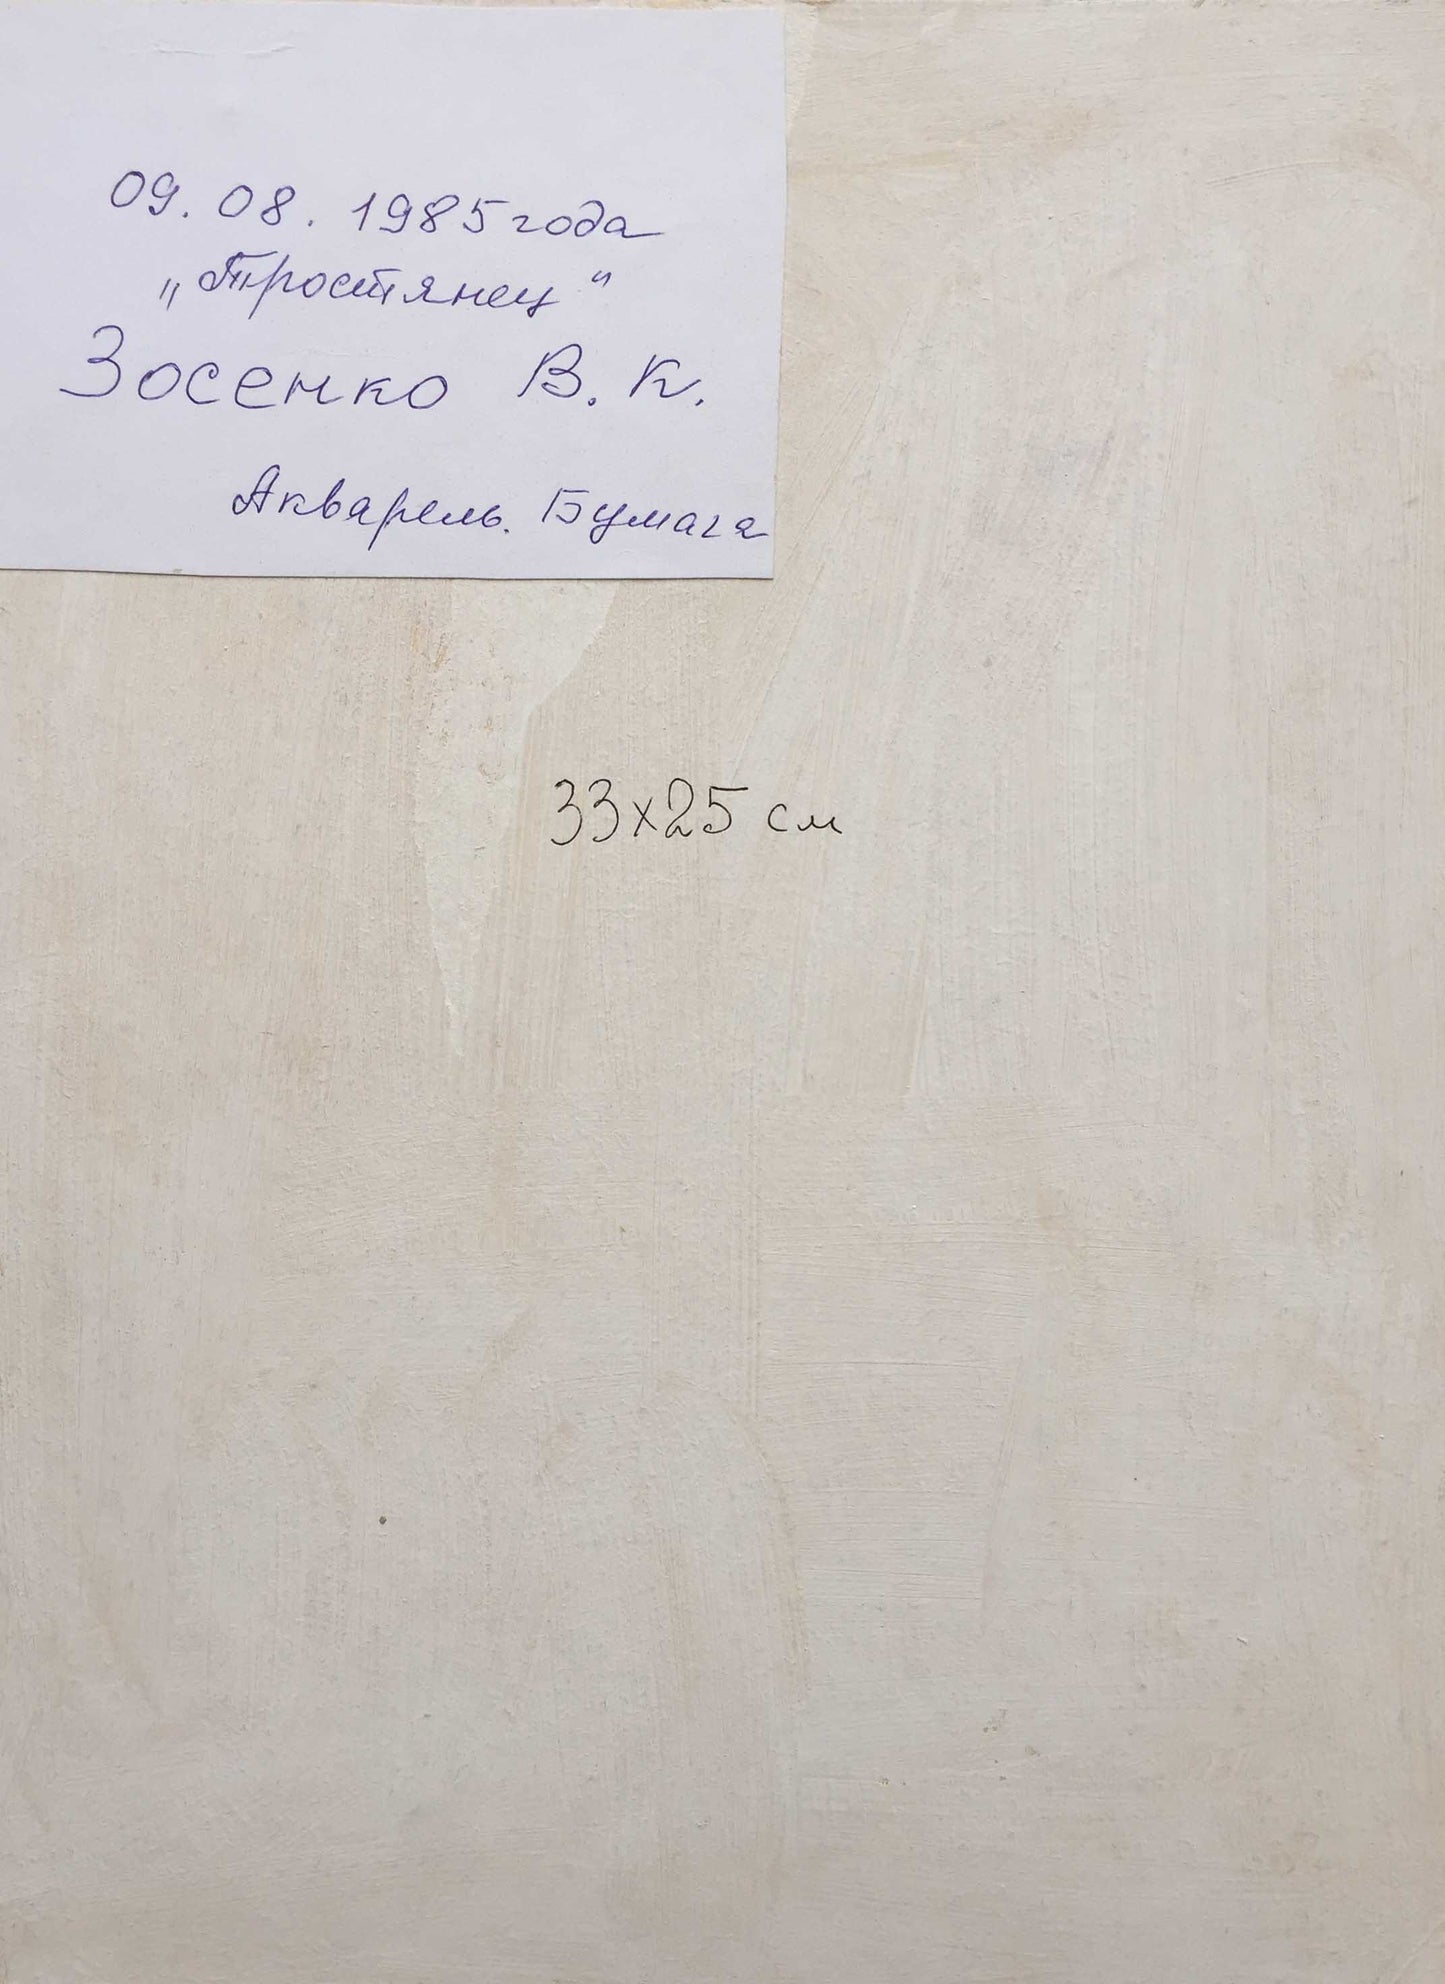 09.08.1985 года
„Тростянец“
Зосенко В. К.
Акварель. Бумага
33х25 см